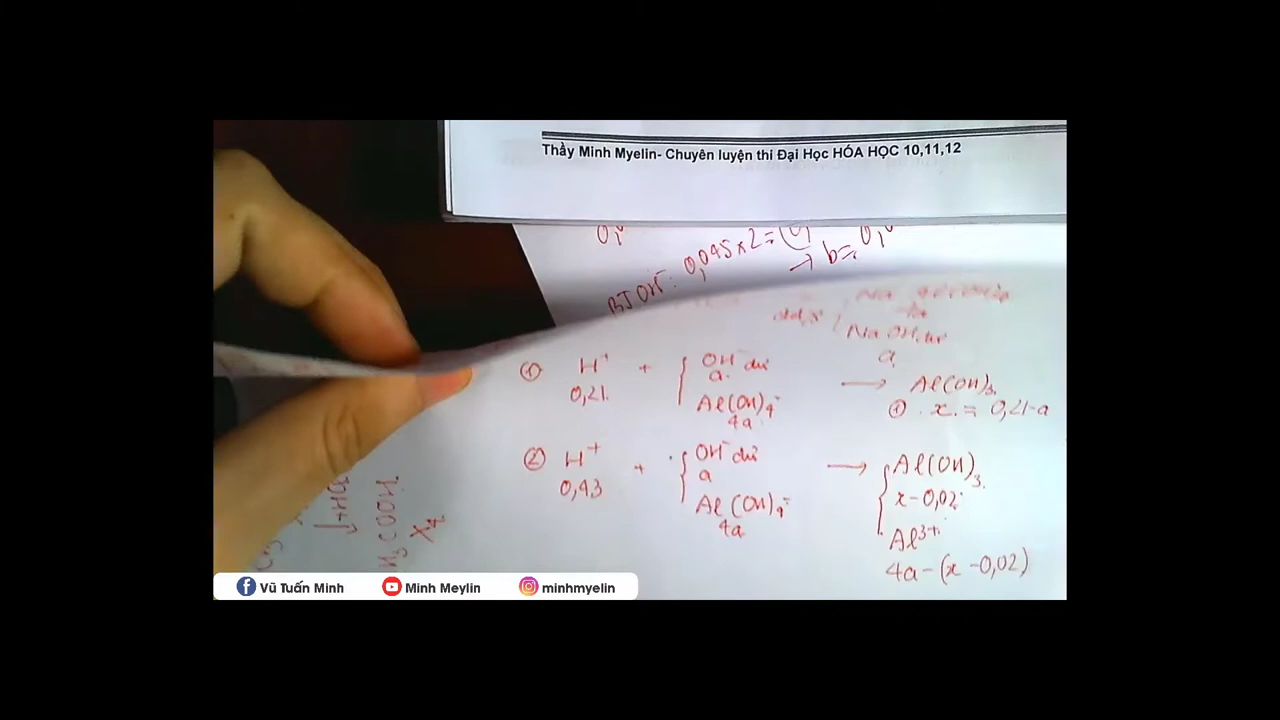 Thầy Minh Myelin- Chuyên luyện thi Đại Học HÓA HỌC 10,11,12
BTOH⁻: 0,045×2=
→ b=
NaOH dư
a
① H⁺ + { OH⁻ dư → Al(OH)₃
0,21 a ① x = 0,21-a
Al(OH)₄⁻
4a
② H⁺ + { OH⁻ dư → { Al(OH)₃
0,43 a x-0,02
Al(OH)₄⁻ Al³⁺
4a 4a-(x-0,02)
X₄
Vũ Tuấn Minh Minh Meylin minhmyelin